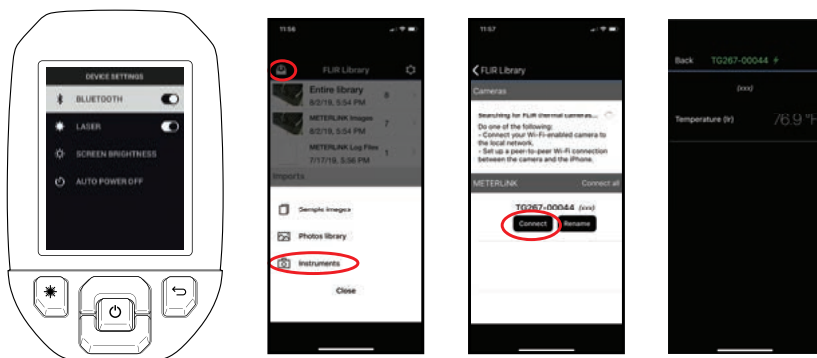 DEVICE SETTINGS
BLUETOOTH
LASER
SCREEN BRIGHTNESS
AUTO POWER OFF
11:56
FLIR Library
Entire library
8/2/19, 5:54 PM
8
METERLINK Images
8/2/19, 5:54 PM
7
METERLINK Log Files
7/17/19, 5:56 PM
1
Imports
Sample images
Photos library
Instruments
Close
11:57
FLIR Library
Cameras
Searching for FLIR thermal cameras...
Do one of the following:
- Connect your Wi-Fi-enabled camera to
the local network.
- Set up a peer-to-peer Wi-Fi connection
between the camera and the iPhone.
METERLINK Connect all
TG267-00044 (xxx)
Connect Rename
Back TG267-00044
(xxx)
Temperature (Ir) 76.9 °F